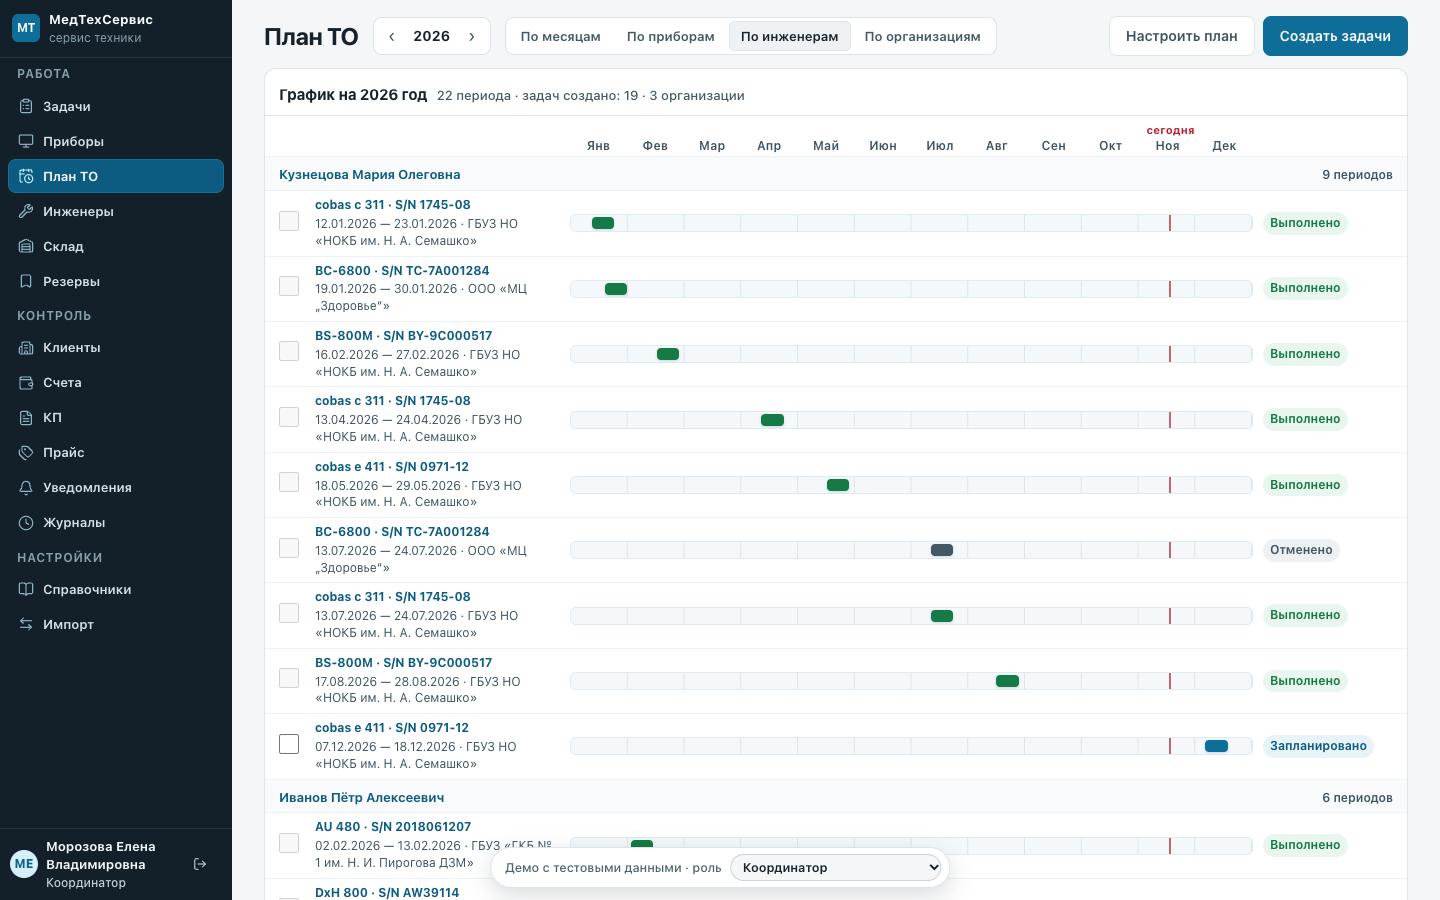 МТ
МедТехСервис
сервис техники
РАБОТА
Задачи
Приборы
План ТО
Инженеры
Склад
Резервы
КОНТРОЛЬ
Клиенты
Счета
КП
Прайс
Уведомления
Журналы
НАСТРОЙКИ
Справочники
Импорт
МЕ
Морозова Елена
Владимировна
Координатор
План ТО
‹ 2026 ›
По месяцам По приборам По инженерам По организациям
Настроить план
Создать задачи
График на 2026 год 22 периода · задач создано: 19 · 3 организации
сегодня
Янв Фев Мар Апр Май Июн Июл Авг Сен Окт Ноя Дек
Кузнецова Мария Олеговна 9 периодов
cobas c 311 · S/N 1745-08
12.01.2026 — 23.01.2026 · ГБУЗ НО
«НОКБ им. Н. А. Семашко»
Выполнено
BC-6800 · S/N TC-7A001284
19.01.2026 — 30.01.2026 · ООО «МЦ
„Здоровье“»
Выполнено
BS-800M · S/N BY-9C000517
16.02.2026 — 27.02.2026 · ГБУЗ НО
«НОКБ им. Н. А. Семашко»
Выполнено
cobas c 311 · S/N 1745-08
13.04.2026 — 24.04.2026 · ГБУЗ НО
«НОКБ им. Н. А. Семашко»
Выполнено
cobas e 411 · S/N 0971-12
18.05.2026 — 29.05.2026 · ГБУЗ НО
«НОКБ им. Н. А. Семашко»
Выполнено
BC-6800 · S/N TC-7A001284
13.07.2026 — 24.07.2026 · ООО «МЦ
„Здоровье“»
Отменено
cobas c 311 · S/N 1745-08
13.07.2026 — 24.07.2026 · ГБУЗ НО
«НОКБ им. Н. А. Семашко»
Выполнено
BS-800M · S/N BY-9C000517
17.08.2026 — 28.08.2026 · ГБУЗ НО
«НОКБ им. Н. А. Семашко»
Выполнено
cobas e 411 · S/N 0971-12
07.12.2026 — 18.12.2026 · ГБУЗ НО
«НОКБ им. Н. А. Семашко»
Запланировано
Иванов Пётр Алексеевич 6 периодов
AU 480 · S/N 2018061207
02.02.2026 — 13.02.2026 · ГБУЗ «ГКБ №
1 им. Н. И. Пирогова ДЗМ»
Выполнено
DxH 800 · S/N AW39114
Демо с тестовыми данными · роль Координатор